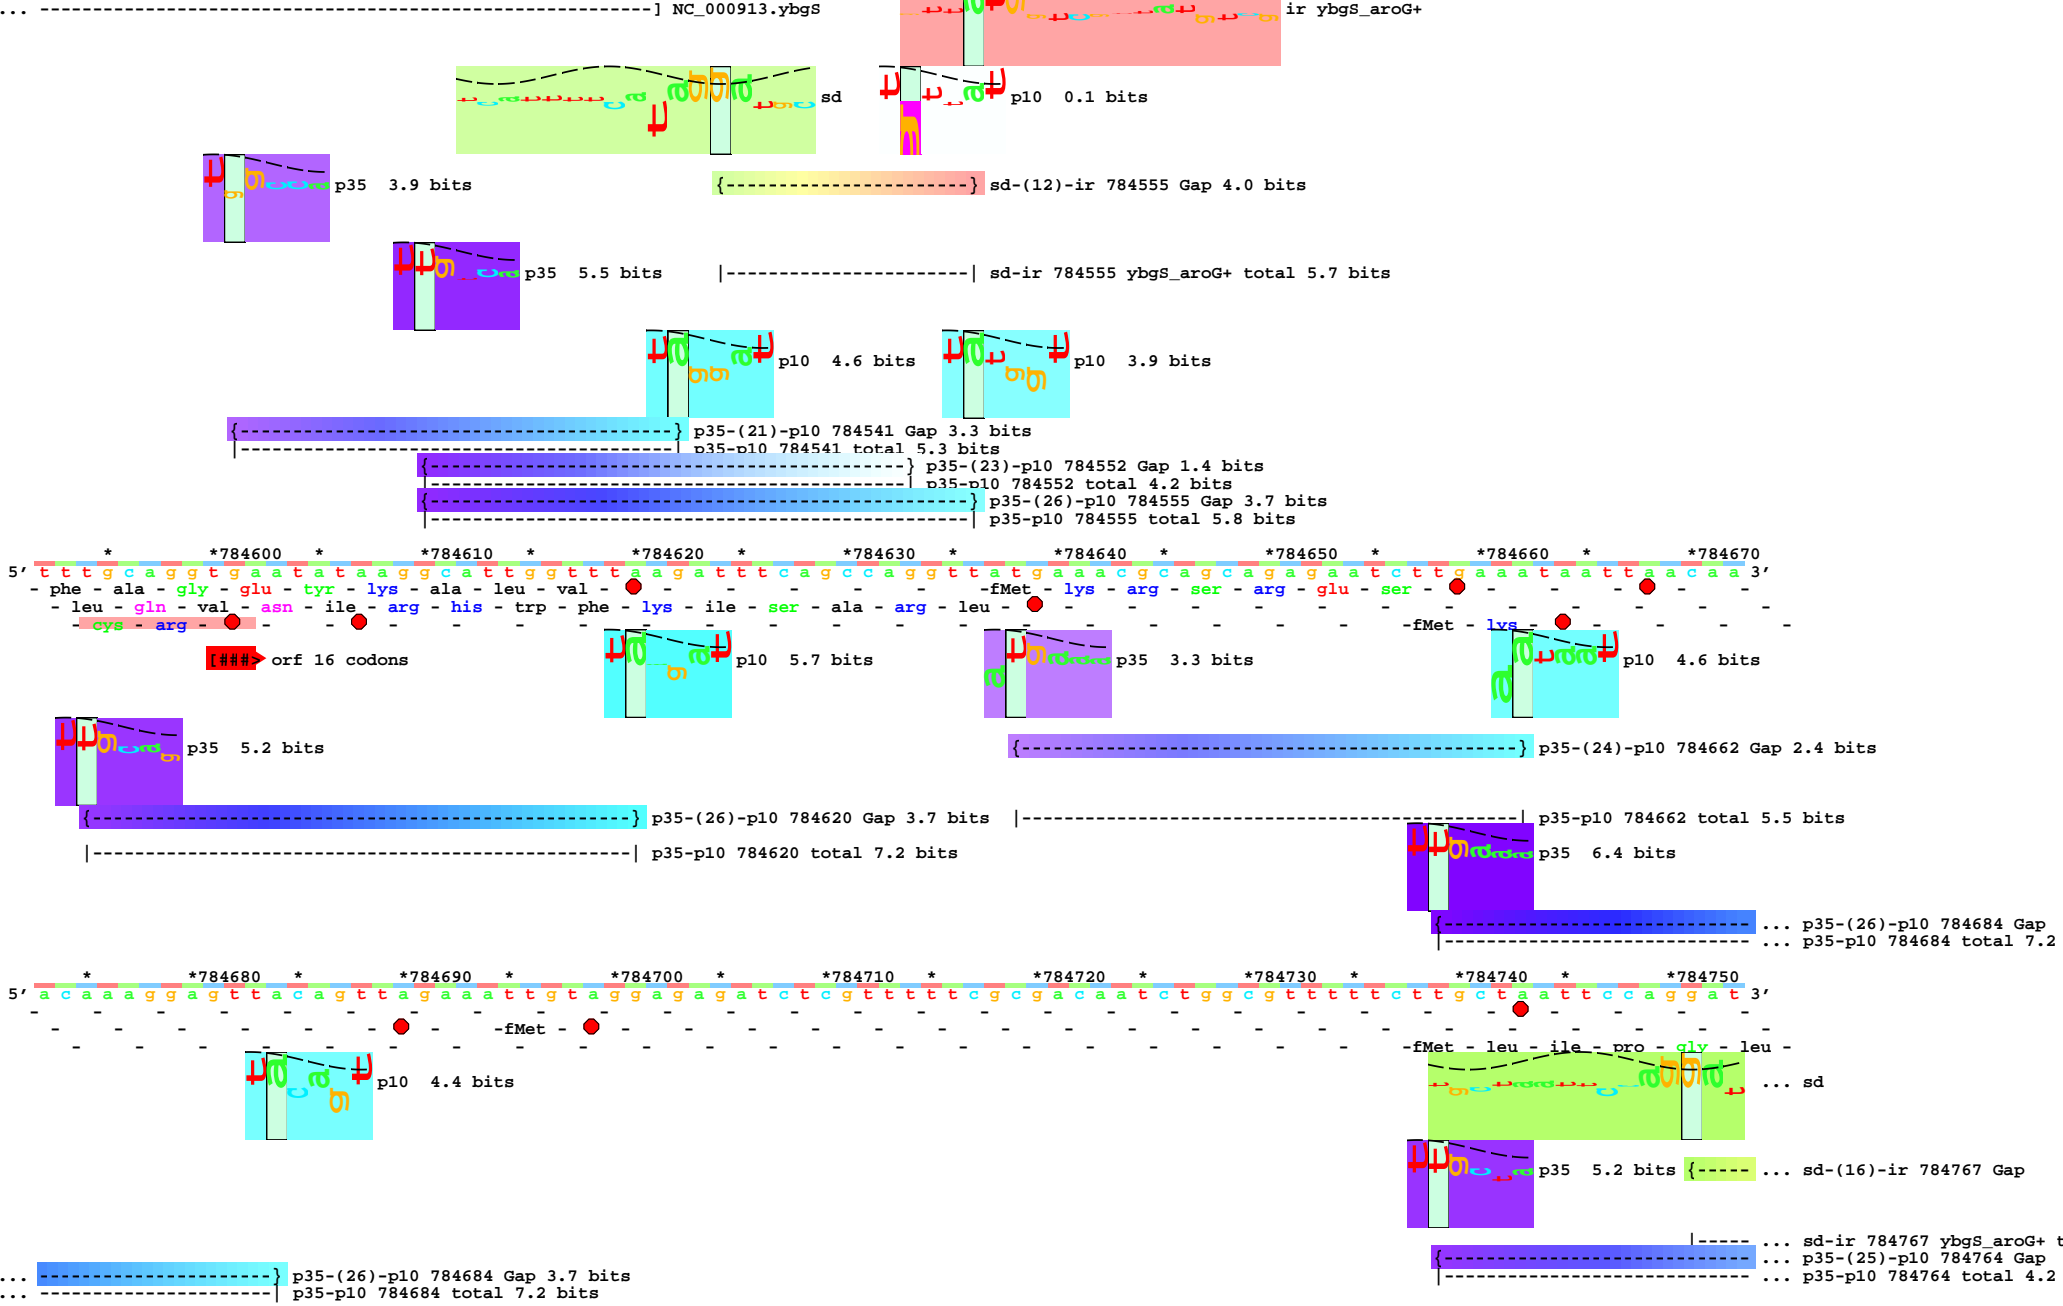 ... ----------------------------------------------------------] NC_000913.ybgS
ir ybgS_aroG+
sd
p10 0.1 bits
p35 3.9 bits
{-----------------------} sd-(12)-ir 784555 Gap 4.0 bits
p35 5.5 bits
|-----------------------| sd-ir 784555 ybgS_aroG+ total 5.7 bits
p10 4.6 bits
p10 3.9 bits
{-----------------------------------------} p35-(21)-p10 784541 Gap 3.3 bits
|-----------------------------------------| p35-p10 784541 total 5.3 bits
{---------------------------------------------} p35-(23)-p10 784552 Gap 1.4 bits
|---------------------------------------------| p35-p10 784552 total 4.2 bits
{---------------------------------------------------} p35-(26)-p10 784555 Gap 3.7 bits
|---------------------------------------------------| p35-p10 784555 total 5.8 bits
* *784600 * *784610 * *784620 * *784630 * *784640 * *784650 * *784660 * *784670
5’ t t t g c a g g t g a a t a t a a g g c a t t g g t t t a a g a t t t c a g c c a g g t t a t g a a a c g c a g c a g a g a a t c t t g a a a t a a t t a a c a a 3’
- phe - ala - gly - glu - tyr - lys - ala - leu - val - - - - - - -fMet - lys - arg - ser - arg - glu - ser - - - - -
- leu - gln - val - asn - ile - arg - his - trp - phe - lys - ile - ser - ala - arg - leu - - - - - - - - - - - -
- cys - arg - - - - - - - - - - - - - - - - - - -fMet - lys - - - - -
[###> orf 16 codons
p10 5.7 bits
p35 3.3 bits
p10 4.6 bits
p35 5.2 bits
{-----------------------------------------------} p35-(24)-p10 784662 Gap 2.4 bits
{---------------------------------------------------} p35-(26)-p10 784620 Gap 3.7 bits
|-----------------------------------------------| p35-p10 784662 total 5.5 bits
|---------------------------------------------------| p35-p10 784620 total 7.2 bits
p35 6.4 bits
{----------------------------- ... p35-(26)-p10 784684 Gap
|----------------------------- ... p35-p10 784684 total 7.2
* *784680 * *784690 * *784700 * *784710 * *784720 * *784730 * *784740 * *784750
5’ a c a a a g g a g t t a c a g t t a g a a a t t g t a g g a g a g a t c t c g t t t t t c g c g a c a a t c t g g c g t t t t t c t t g c t a a t t c c a g g a t 3’
- - - - - - - -fMet - - - - - - - - - - - - - - - - - - -
- - - - - - - - - - - - - - - - - - - - - - -fMet - leu - ile - pro - gly - leu -
p10 4.4 bits
... sd
p35 5.2 bits
{----- ... sd-(16)-ir 784767 Gap
|----- ... sd-ir 784767 ybgS_aroG+ t
{----------------------------- ... p35-(25)-p10 784764 Gap
|----------------------------- ... p35-p10 784764 total 4.2
... ----------------------} p35-(26)-p10 784684 Gap 3.7 bits
... ----------------------| p35-p10 784684 total 7.2 bits